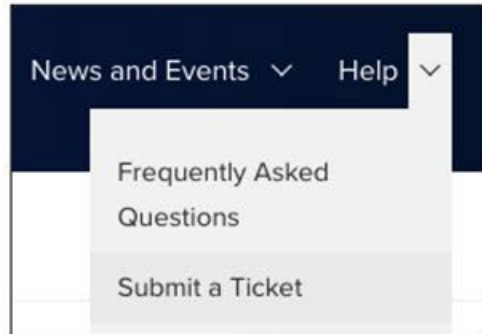 News and Events Help
Frequently Asked
Questions
Submit a Ticket